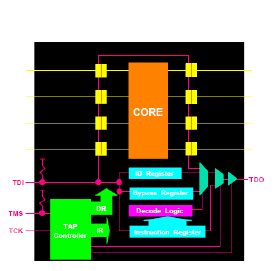 CORE
TDI
ID Register
TDO
Bypass Register
TMS
DR
Decode Logic
TCK
TAP
Controller
IR
Instruction Register